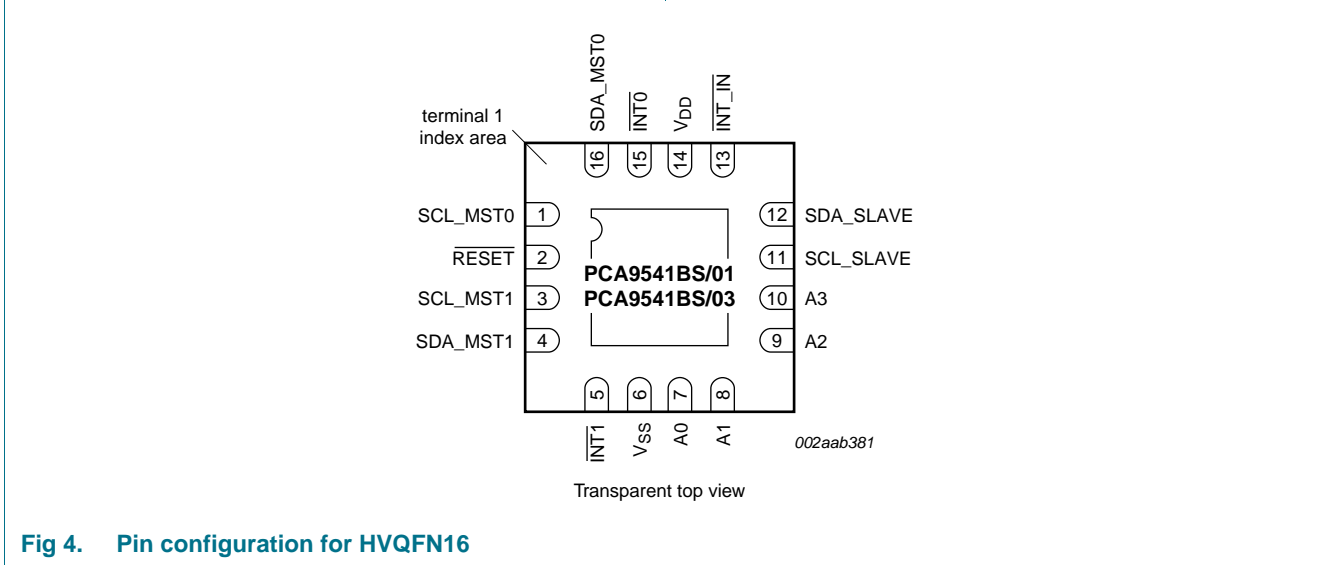 SDA_MST0
INT0
VDD
INT_IN
terminal 1
index area
16
15
14
13
SCL_MST0 1
12 SDA_SLAVE
RESET 2
11 SCL_SLAVE
PCA9541BS/01
SCL_MST1 3
PCA9541BS/03
10 A3
SDA_MST1 4
9 A2
5
6
7
8
INT1
VSS
A0
A1
002aab381
Transparent top view
Fig 4. Pin configuration for HVQFN16